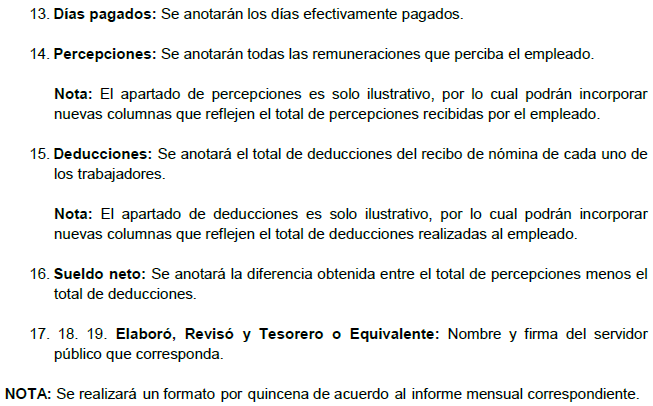 13. Días pagados: Se anotarán los días efectivamente pagados.
14. Percepciones: Se anotarán todas las remuneraciones que perciba el empleado.
Nota: El apartado de percepciones es solo ilustrativo, por lo cual podrán incorporar
nuevas columnas que reflejen el total de percepciones recibidas por el empleado.
15. Deducciones: Se anotará el total de deducciones del recibo de nómina de cada uno de
los trabajadores.
Nota: El apartado de deducciones es solo ilustrativo, por lo cual podrán incorporar
nuevas columnas que reflejen el total de deducciones realizadas al empleado.
16. Sueldo neto: Se anotará la diferencia obtenida entre el total de percepciones menos el
total de deducciones.
17. 18. 19. Elaboró, Revisó y Tesorero o Equivalente: Nombre y firma del servidor
público que corresponda.
NOTA: Se realizará un formato por quincena de acuerdo al informe mensual correspondiente.